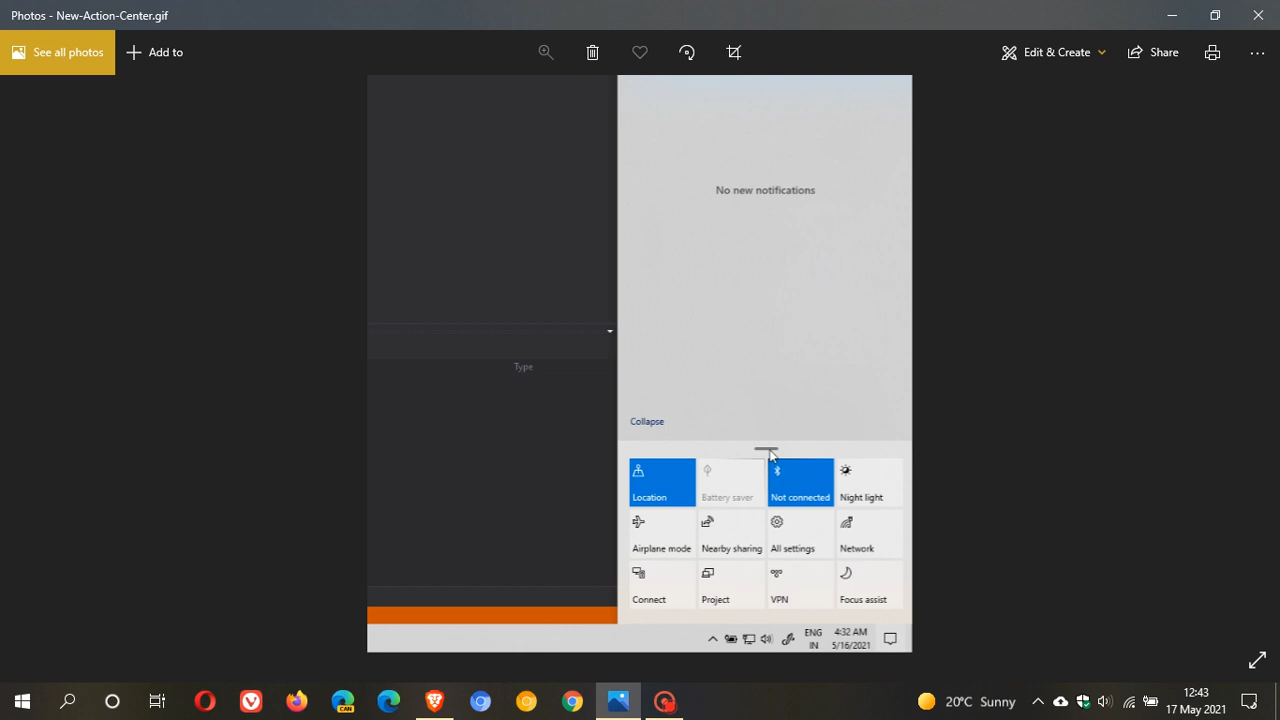 Photos - New-Action-Center.gif
See all photos
Add to
Edit & Create
Share
No new notifications
Type
Collapse
Location
Battery saver
Not connected
Night light
Airplane mode
Nearby sharing
All settings
Network
Connect
Project
VPN
Focus assist
ENG
IN
4:32 AM
5/16/2021
CAN
20°C Sunny
12:43
17 May 2021